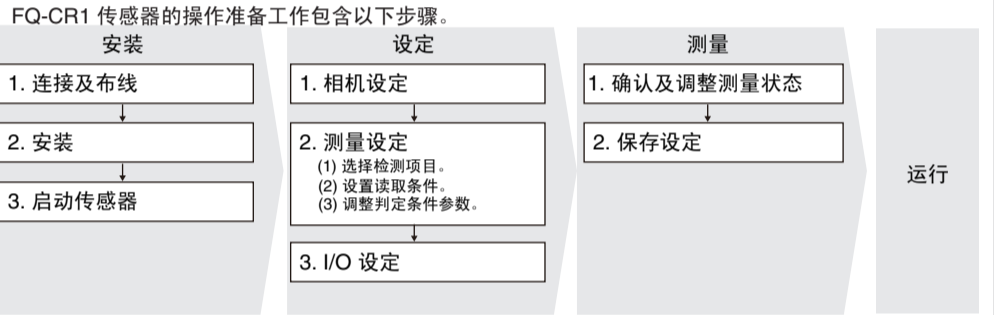 FQ-CR1 传感器的操作准备工作包含以下步骤。
安装
1. 连接及布线
2. 安装
3. 启动传感器
设定
1. 相机设定
2. 测量设定
(1) 选择检测项目。
(2) 设置读取条件。
(3) 调整判定条件参数。
3. I/O 设定
测量
1. 确认及调整测量状态
2. 保存设定
运行